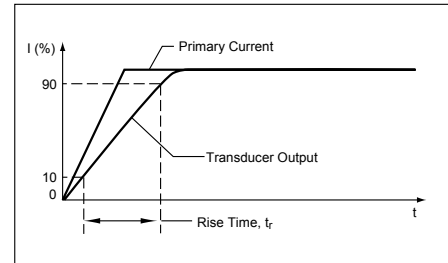 I (%)
Primary Current
90
Transducer Output
10
0
t
Rise Time, tr